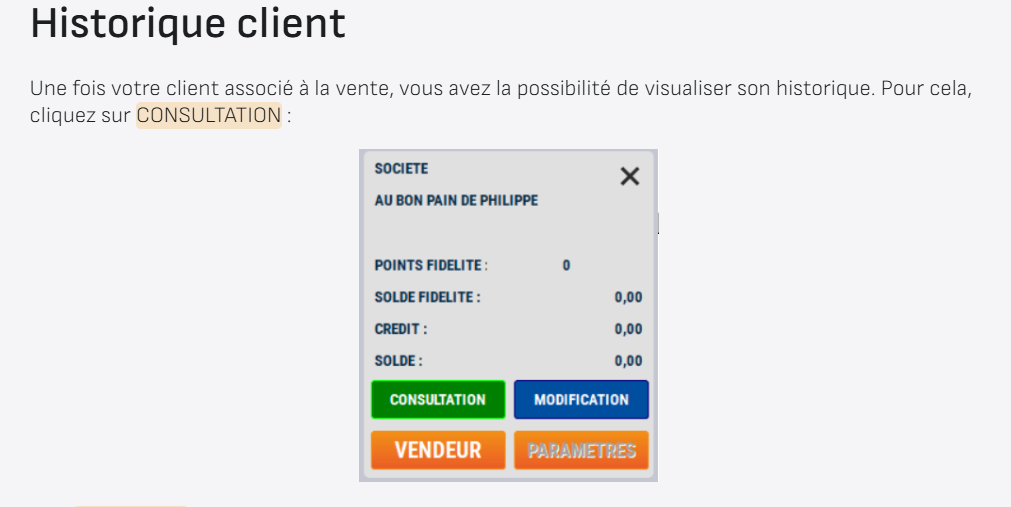 Historique client
Une fois votre client associé à la vente, vous avez la possibilité de visualiser son historique. Pour cela,
cliquez sur CONSULTATION :
SOCIETE
AU BON PAIN DE PHILIPPE
POINTS FIDELITE : 0
SOLDE FIDELITE : 0,00
CREDIT : 0,00
SOLDE : 0,00
CONSULTATION MODIFICATION
VENDEUR PARAMETRES